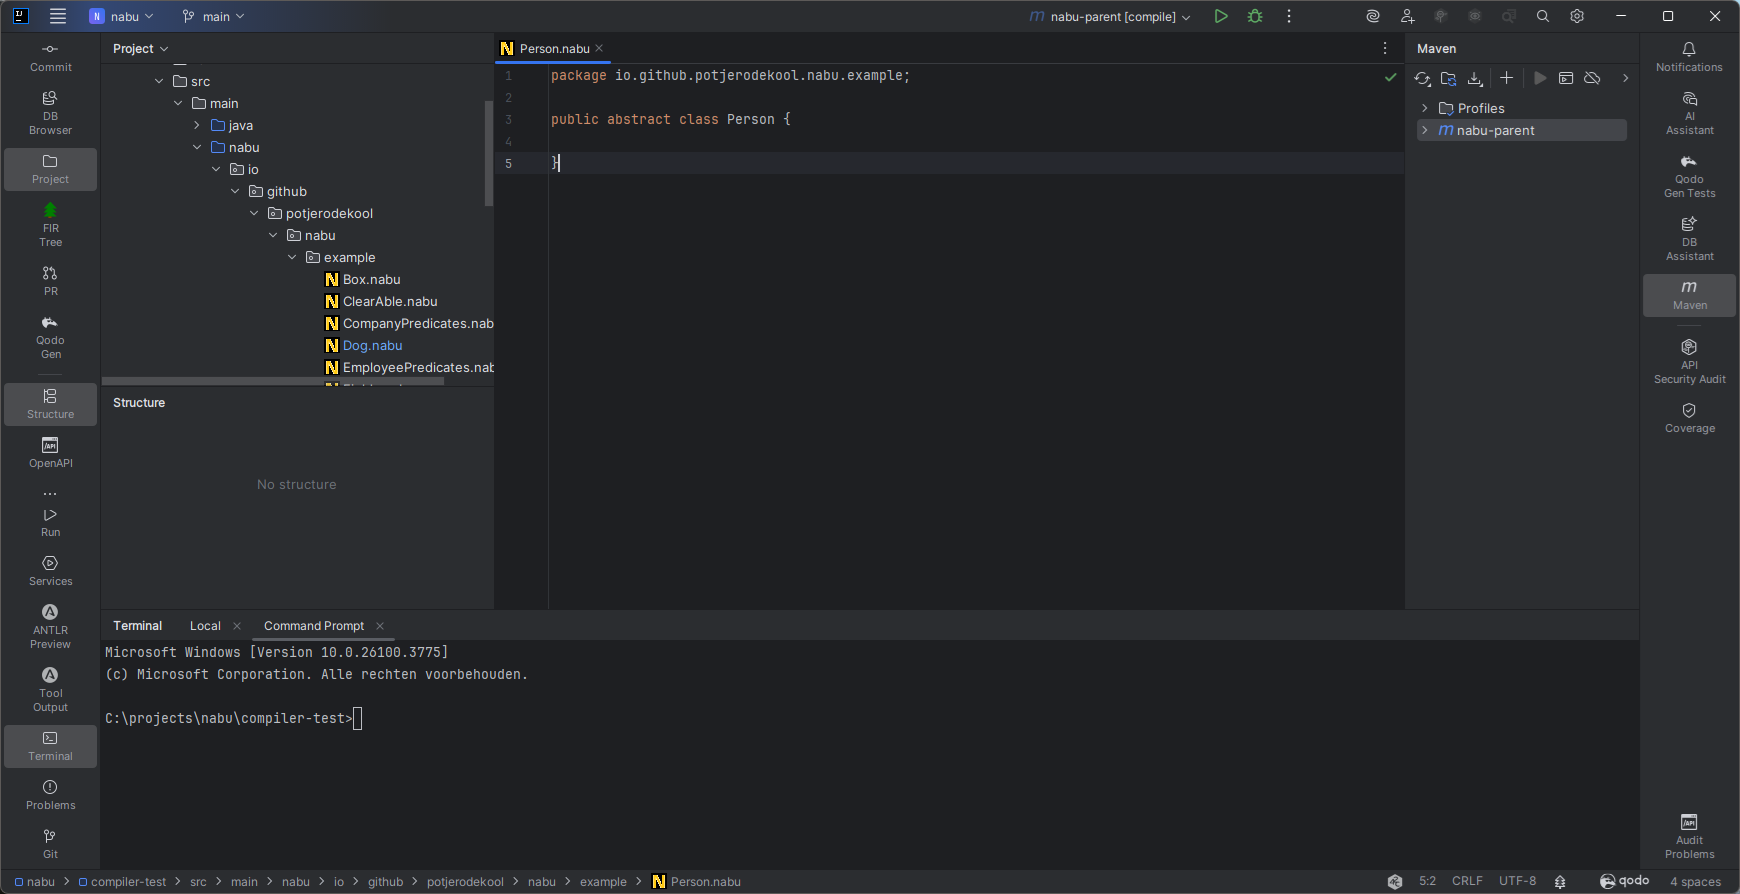 nabu
main
nabu-parent [compile]
Commit
DB
Browser
Project
FIR
Tree
PR
Qodo
Gen
Structure
OpenAPI
Run
Services
ANTLR
Preview
Tool
Output
Terminal
Problems
Git
Project
src
main
java
nabu
io
github
potjerodekool
nabu
example
Box.nabu
ClearAble.nabu
CompanyPredicates.nab
Dog.nabu
EmployeePredicates.nab
Structure
No structure
Person.nabu
1 package io.github.potjerodekool.nabu.example;
2
3 public abstract class Person {
4
5 }
Maven
Profiles
nabu-parent
Notifications
AI
Assistant
Qodo
Gen Tests
DB
Assistant
Maven
API
Security Audit
Coverage
Audit
Problems
Terminal Local Command Prompt
Microsoft Windows [Version 10.0.26100.3775]
(c) Microsoft Corporation. Alle rechten voorbehouden.
C:\projects\nabu\compiler-test>
nabu > compiler-test > src > main > nabu > io > github > potjerodekool > nabu > example > Person.nabu
5:2 CRLF UTF-8 qodo 4 spaces